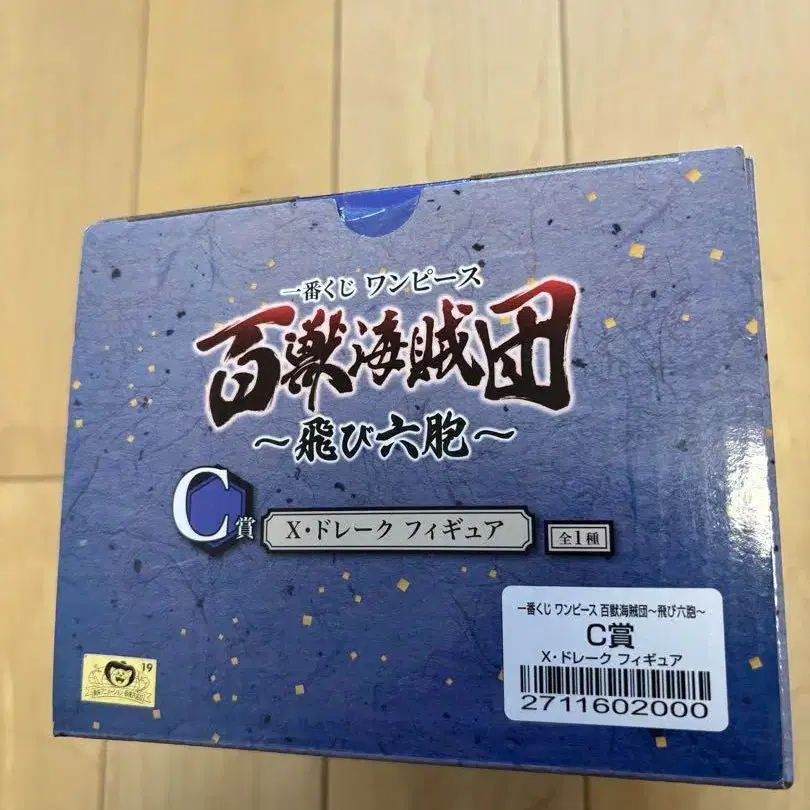 一番くじ ワンピース
百獣海賊団
～飛び六胞～
C賞
X・ドレーク フィギュア
全1種
一番くじ ワンピース 百獣海賊団～飛び六胞～
C賞
X・ドレーク フィギュア
2711602000
19